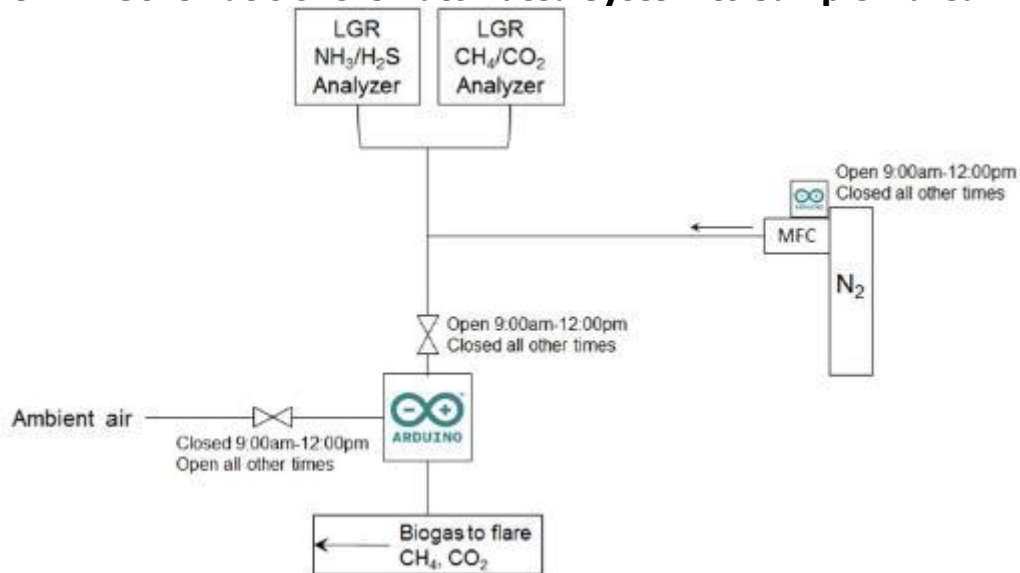 LGR
NH₃/H₂S
Analyzer
LGR
CH₄/CO₂
Analyzer
Open 9:00am-12:00pm
Closed all other times
MFC
N₂
Open 9:00am-12:00pm
Closed all other times
Ambient air
Closed 9:00am-12:00pm
Open all other times
ARDUINO
Biogas to flare
CH₄, CO₂